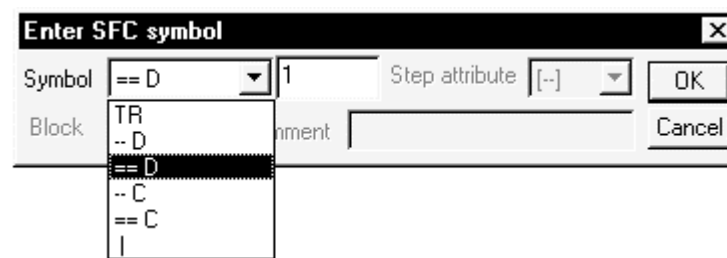 Enter SFC symbol
Symbol == D 1 Step attribute [--] OK
Block mment Cancel
TR
-- D
== D
-- C
== C
|